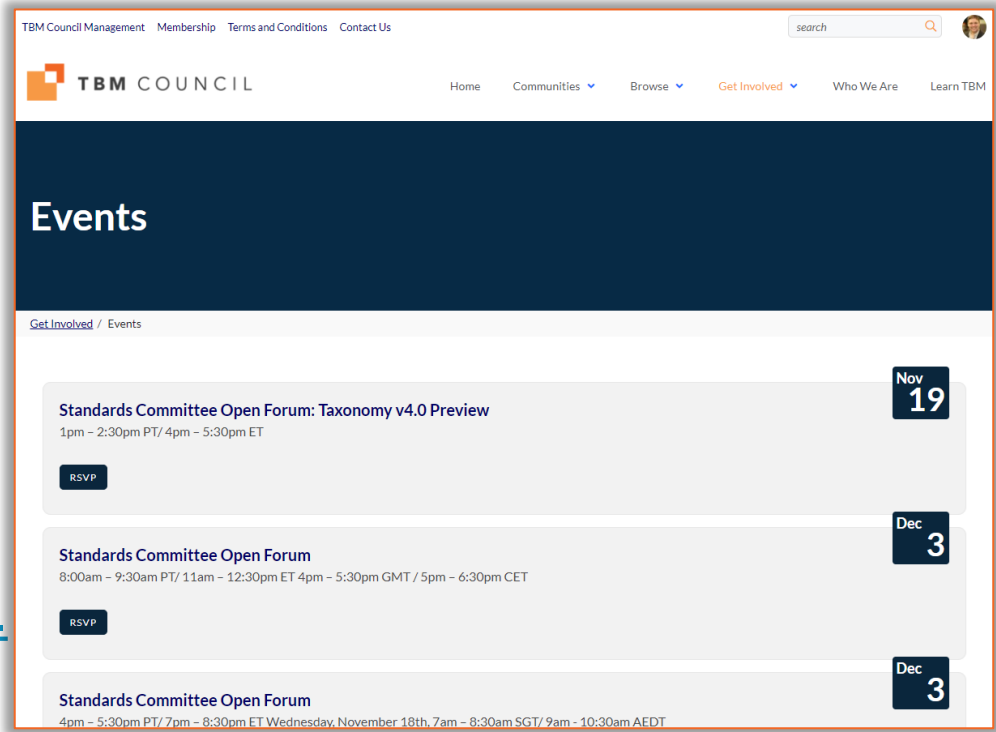 TBM Council Management Membership Terms and Conditions Contact Us
search
TBM COUNCIL
Home Communities Browse Get Involved Who We Are Learn TBM
Events
Get Involved / Events
Nov
19
Standards Committee Open Forum: Taxonomy v4.0 Preview
1pm – 2:30pm PT/ 4pm – 5:30pm ET
RSVP
Dec
3
Standards Committee Open Forum
8:00am – 9:30am PT/ 11am – 12:30pm ET 4pm – 5:30pm GMT / 5pm – 6:30pm CET
RSVP
Dec
3
Standards Committee Open Forum
4pm – 5:30pm PT/ 7pm – 8:30pm ET Wednesday, November 18th, 7am – 8:30am SGT/ 9am - 10:30am AEDT